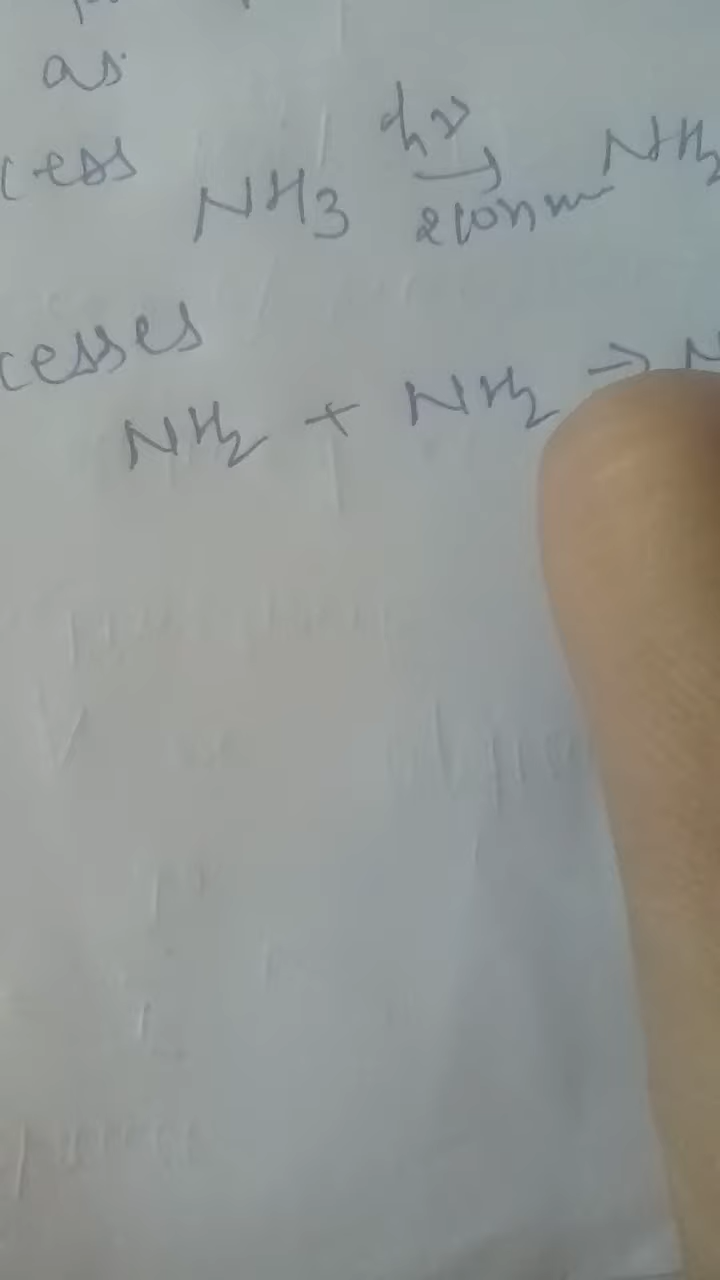 as
cess NH3 hν → 210nm NH2
cesses
NH2 + NH2 → N